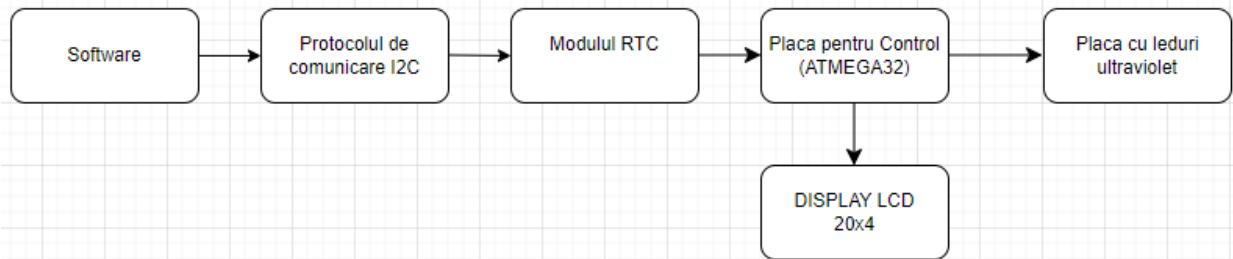 Software
Protocolul de
comunicare I2C
Modulul RTC
Placa pentru Control
(ATMEGA32)
Placa cu leduri
ultraviolet
DISPLAY LCD
20x4